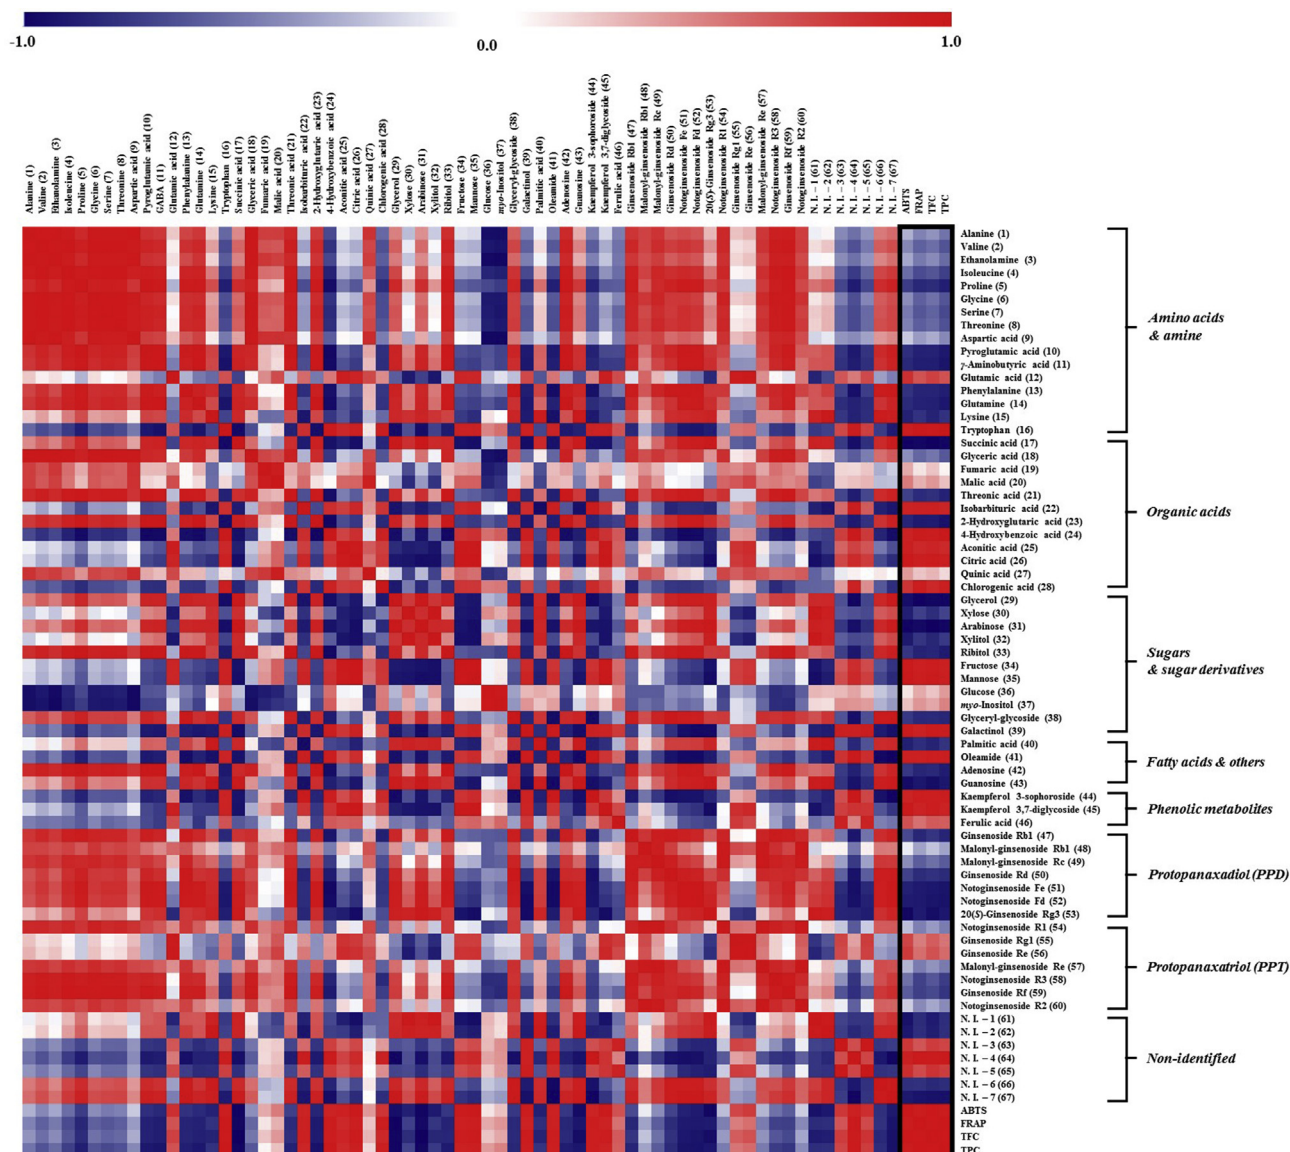 -1.0
0.0
1.0
Alanine (1)
Valine (2)
Ethanolamine (3)
Isoleucine (4)
Proline (5)
Glycine (6)
Serine (7)
Threonine (8)
Aspartic acid (9)
Pyroglutamic acid (10)
GABA (11)
Glutamic acid (12)
Phenylalanine (13)
Glutamine (14)
Lysine (15)
Tryptophan (16)
Succinic acid (17)
Glyceric acid (18)
Fumaric acid (19)
Malic acid (20)
Threonic acid (21)
Isobarbituric acid (22)
2-Hydroxyglutaric acid (23)
4-Hydroxybenzoic acid (24)
Aconitic acid (25)
Citric acid (26)
Quinic acid (27)
Chlorogenic acid (28)
Glycerol (29)
Xylose (30)
Arabinose (31)
Xylitol (32)
Ribitol (33)
Fructose (34)
Mannose (35)
Glucose (36)
myo-Inositol (37)
Glyceryl-glycoside (38)
Galactinol (39)
Palmitic acid (40)
Oleamide (41)
Adenosine (42)
Guanosine (43)
Kaempferol 3-sophoroside (44)
Kaempferol 3,7-diglycoside (45)
Ferulic acid (46)
Ginsenoside Rb1 (47)
Malonyl-ginsenoside Rb1 (48)
Malonyl-ginsenoside Rc (49)
Ginsenoside Rd (50)
Notoginsenoside Fe (51)
Notoginsenoside Fd (52)
20(S)-Ginsenoside Rg3 (53)
Notoginsenoside R1 (54)
Ginsenoside Rg1 (55)
Ginsenoside Re (56)
Malonyl-ginsenoside Re (57)
Notoginsenoside R3 (58)
Ginsenoside Rf (59)
Notoginsenoside R2 (60)
N. I. – 1 (61)
N. I. – 2 (62)
N. I. – 3 (63)
N. I. – 4 (64)
N. I. – 5 (65)
N. I. – 6 (66)
N. I. – 7 (67)
ABTS
FRAP
TFC
TPC
Alanine (1)
Valine (2)
Ethanolamine (3)
Isoleucine (4)
Proline (5)
Glycine (6)
Serine (7)
Threonine (8)
Aspartic acid (9)
Pyroglutamic acid (10)
γ-Aminobutyric acid (11)
Glutamic acid (12)
Phenylalanine (13)
Glutamine (14)
Lysine (15)
Tryptophan (16)
Amino acids
& amine
Succinic acid (17)
Glyceric acid (18)
Fumaric acid (19)
Malic acid (20)
Threonic acid (21)
Isobarbituric acid (22)
2-Hydroxyglutaric acid (23)
4-Hydroxybenzoic acid (24)
Aconitic acid (25)
Citric acid (26)
Quinic acid (27)
Chlorogenic acid (28)
Organic acids
Glycerol (29)
Xylose (30)
Arabinose (31)
Xylitol (32)
Ribitol (33)
Fructose (34)
Mannose (35)
Glucose (36)
myo-Inositol (37)
Glyceryl-glycoside (38)
Galactinol (39)
Sugars
& sugar derivatives
Palmitic acid (40)
Oleamide (41)
Adenosine (42)
Guanosine (43)
Fatty acids & others
Kaempferol 3-sophoroside (44)
Kaempferol 3,7-diglycoside (45)
Ferulic acid (46)
Phenolic metabolites
Ginsenoside Rb1 (47)
Malonyl-ginsenoside Rb1 (48)
Malonyl-ginsenoside Rc (49)
Ginsenoside Rd (50)
Notoginsenoside Fe (51)
Notoginsenoside Fd (52)
20(S)-Ginsenoside Rg3 (53)
Protopanaxadiol (PPD)
Notoginsenoside R1 (54)
Ginsenoside Rg1 (55)
Ginsenoside Re (56)
Malonyl-ginsenoside Re (57)
Notoginsenoside R3 (58)
Ginsenoside Rf (59)
Notoginsenoside R2 (60)
Protopanaxatriol (PPT)
N. I. – 1 (61)
N. I. – 2 (62)
N. I. – 3 (63)
N. I. – 4 (64)
N. I. – 5 (65)
N. I. – 6 (66)
N. I. – 7 (67)
Non-identified
ABTS
FRAP
TFC
TPC